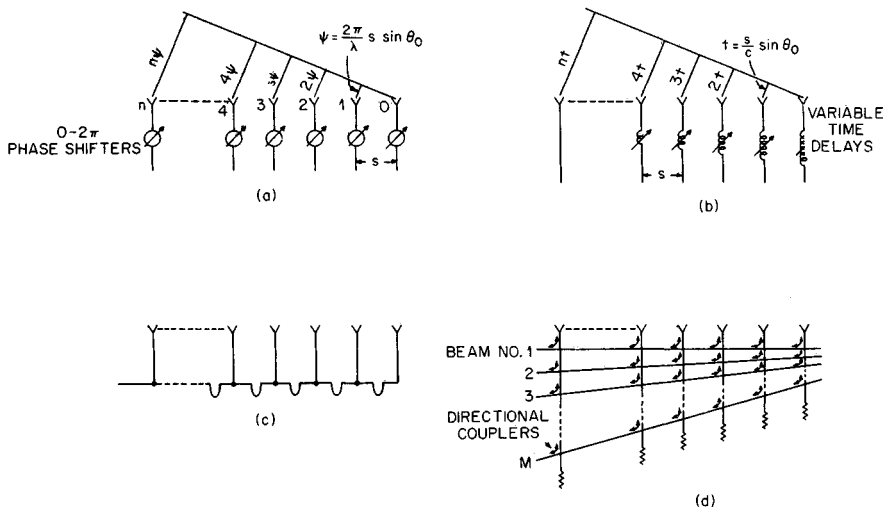 ψ = 2π/λ s sin θ0
nψ
4ψ
3ψ
2ψ
n 4 3 2 1 0
0-2π
PHASE SHIFTERS
s
(a)
t = s/c sin θ0
nt
4t
3t
2t
VARIABLE
TIME
DELAYS
s
(b)
(c)
BEAM NO. 1
2
3
DIRECTIONAL
COUPLERS
M
(d)